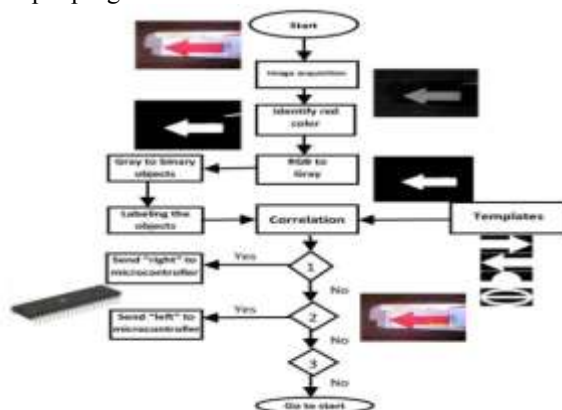 Start
Image acquisition
Identify red
color
RGB to
Gray
Gray to binary
objects
Labeling the
objects
Correlation
Templates
1
Yes
Send "right" to
microcontroller
No
2
Yes
Send "left" to
microcontroller
No
3
No
Go to start